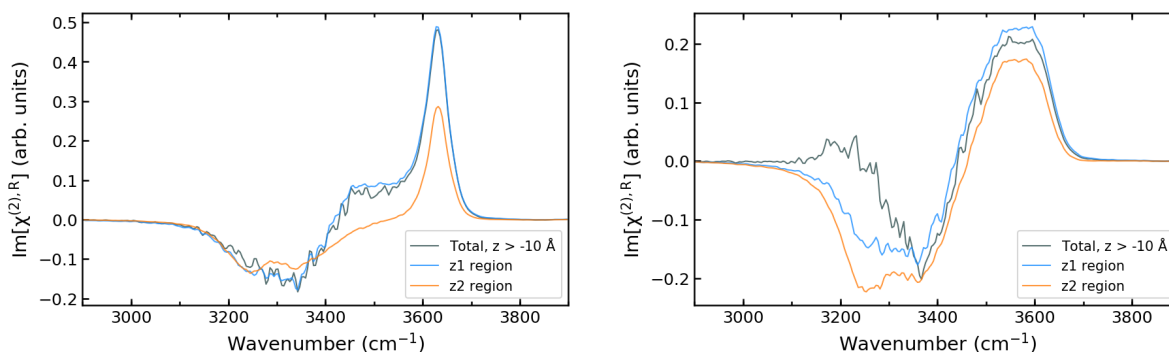 0.5
0.4
0.3
0.2
0.1
0.0
−0.1
−0.2
Im[χ(2), R] (arb. units)
Total, z > -10 Å
z1 region
z2 region
3000 3200 3400 3600 3800
Wavenumber (cm−1)
0.2
0.1
0.0
−0.1
−0.2
Im[χ(2), R] (arb. units)
Total, z > -10 Å
z1 region
z2 region
3000 3200 3400 3600 3800
Wavenumber (cm−1)